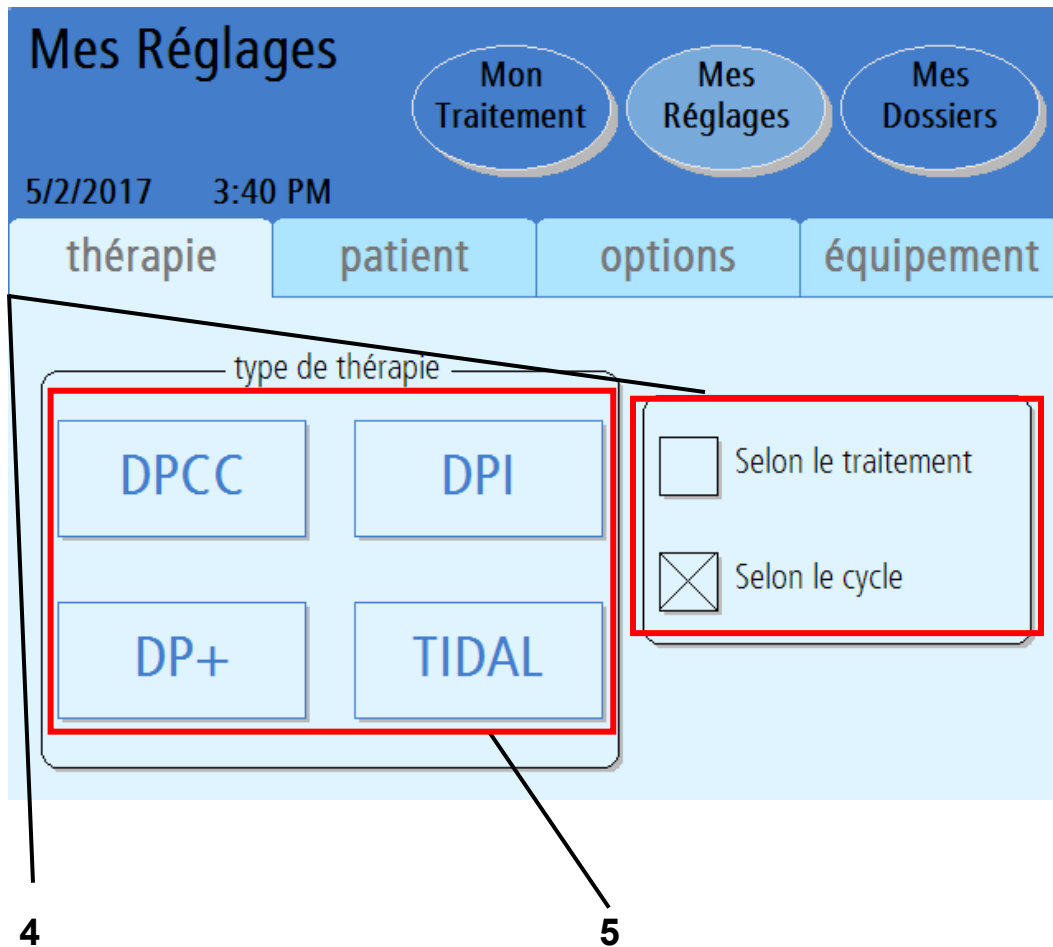 Mes Réglages
Mon
Traitement
Mes
Réglages
Mes
Dossiers
5/2/2017 3:40 PM
thérapie patient options équipement
type de thérapie
DPCC DPI
Selon le traitement
Selon le cycle
DP+ TIDAL
4 5